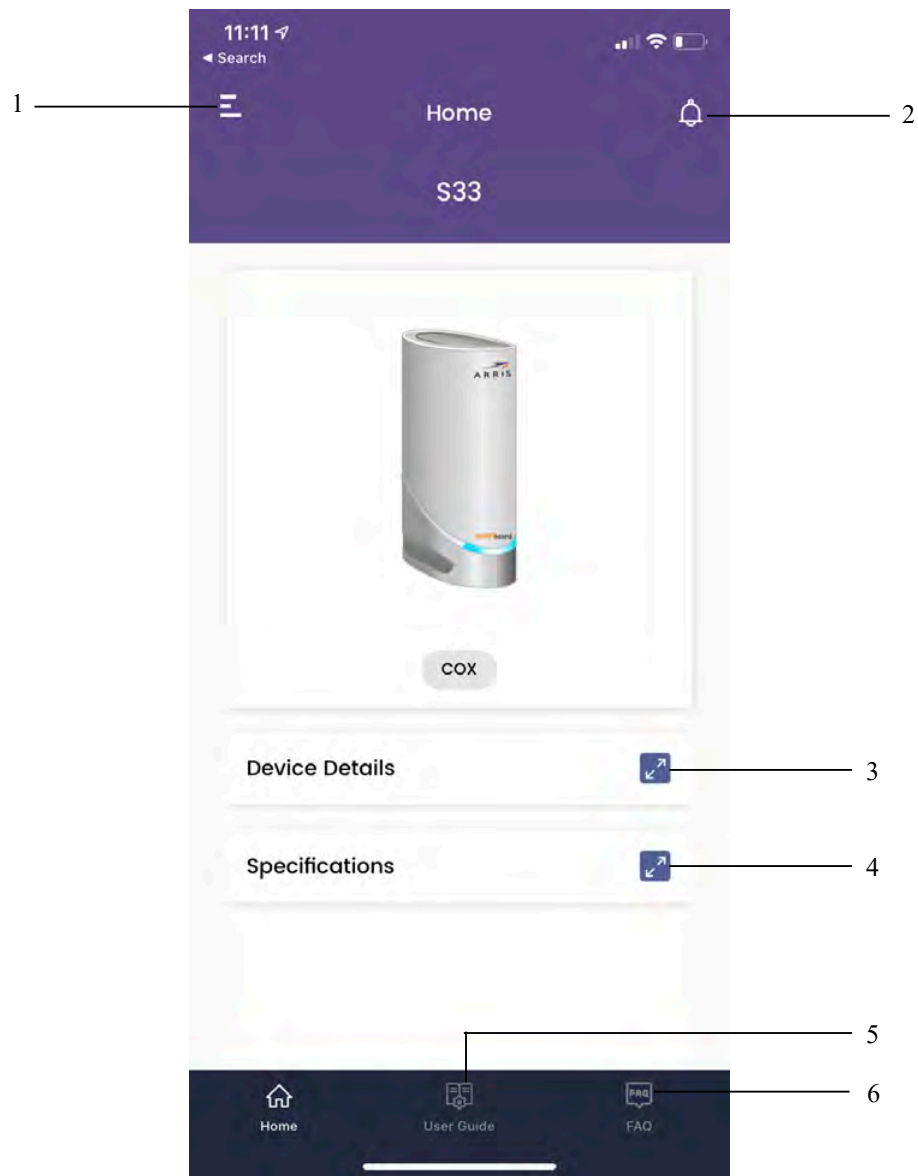 11:11
◄ Search
1
Home
2
S33
ARRIS
COX
Device Details
3
Specifications
4
5
6
Home
User Guide
FAQ
FAQ